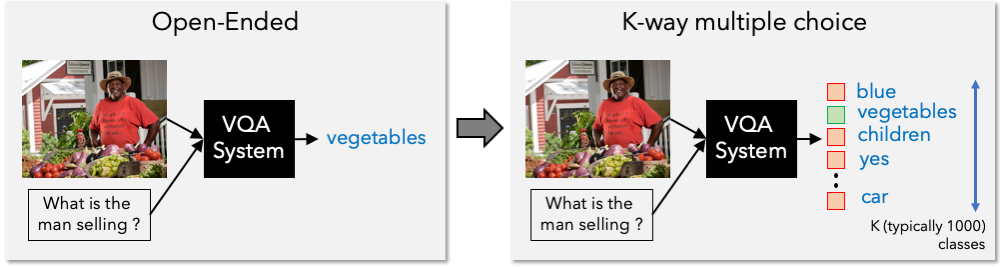 Open-Ended
VQA
System
vegetables
What is the
man selling ?
K-way multiple choice
VQA
System
blue
vegetables
children
yes
car
What is the
man selling ?
K (typically 1000)
classes